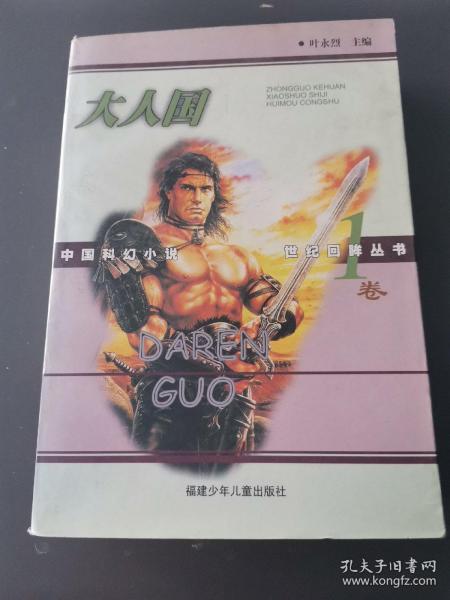 • 叶永烈 主编
大人国
ZHONGGUO KEHUAN
XIAOSHUO SHIJI
HUIMOU CONGSHU
中国科幻小说 世纪回眸丛书
1
卷
DAREN
GUO
福建少年儿童出版社
孔夫子旧书网
www.kongfz.com